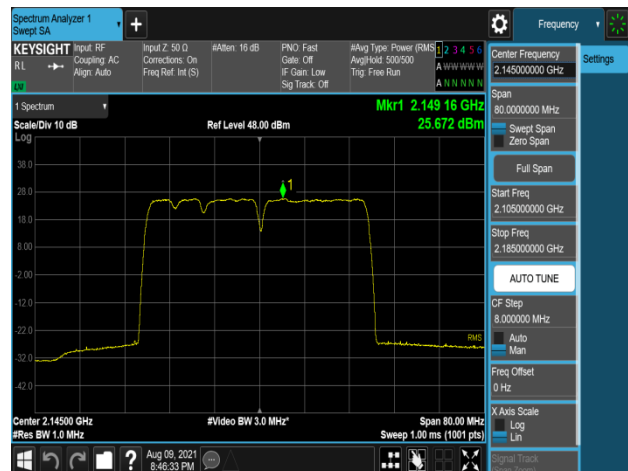 Spectrum Analyzer 1
Swept SA
+
Frequency
KEYSIGHT
R L
LXI
Input: RF
Coupling: AC
Align: Auto
Input Z: 50 Ω
Corrections: On
Freq Ref: Int (S)
#Atten: 16 dB
PNO: Fast
Gate: Off
IF Gain: Low
Sig Track: Off
#Avg Type: Power (RMS
Avg|Hold: 500/500
Trig: Free Run
1 2 3 4 5 6
A W W W W W
A N N N N N
Center Frequency
2.145000000 GHz
Settings
1 Spectrum
Scale/Div 10 dB
Log
Ref Level 48.00 dBm
Mkr1 2.149 16 GHz
25.672 dBm
Span
80.0000000 MHz
Swept Span
Zero Span
Full Span
Start Freq
2.105000000 GHz
Stop Freq
2.185000000 GHz
AUTO TUNE
CF Step
8.000000 MHz
Auto
Man
Freq Offset
0 Hz
X Axis Scale
Log
Lin
Signal Track
38.0
28.0
18.0
8.00
-2.00
-12.0
-22.0
-32.0
-42.0
1
RMS
Center 2.14500 GHz
#Res BW 1.0 MHz
#Video BW 3.0 MHz*
Span 80.00 MHz
Sweep 1.00 ms (1001 pts)
?
Aug 09, 2021
8:46:33 PM